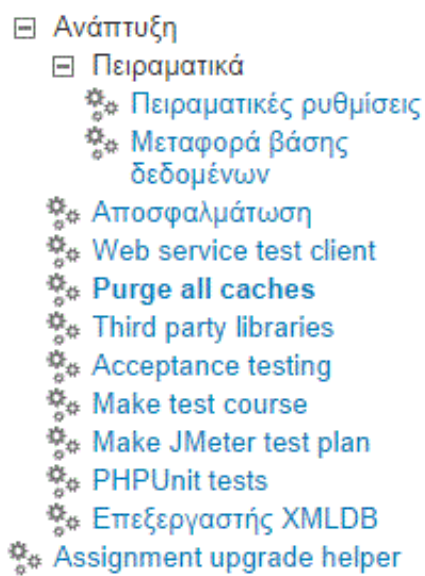 Ανάπτυξη
Πειραματικά
Πειραματικές ρυθμίσεις
Μεταφορά βάσης
δεδομένων
Αποσφαλμάτωση
Web service test client
Purge all caches
Third party libraries
Acceptance testing
Make test course
Make JMeter test plan
PHPUnit tests
Επεξεργαστής XMLDB
Assignment upgrade helper